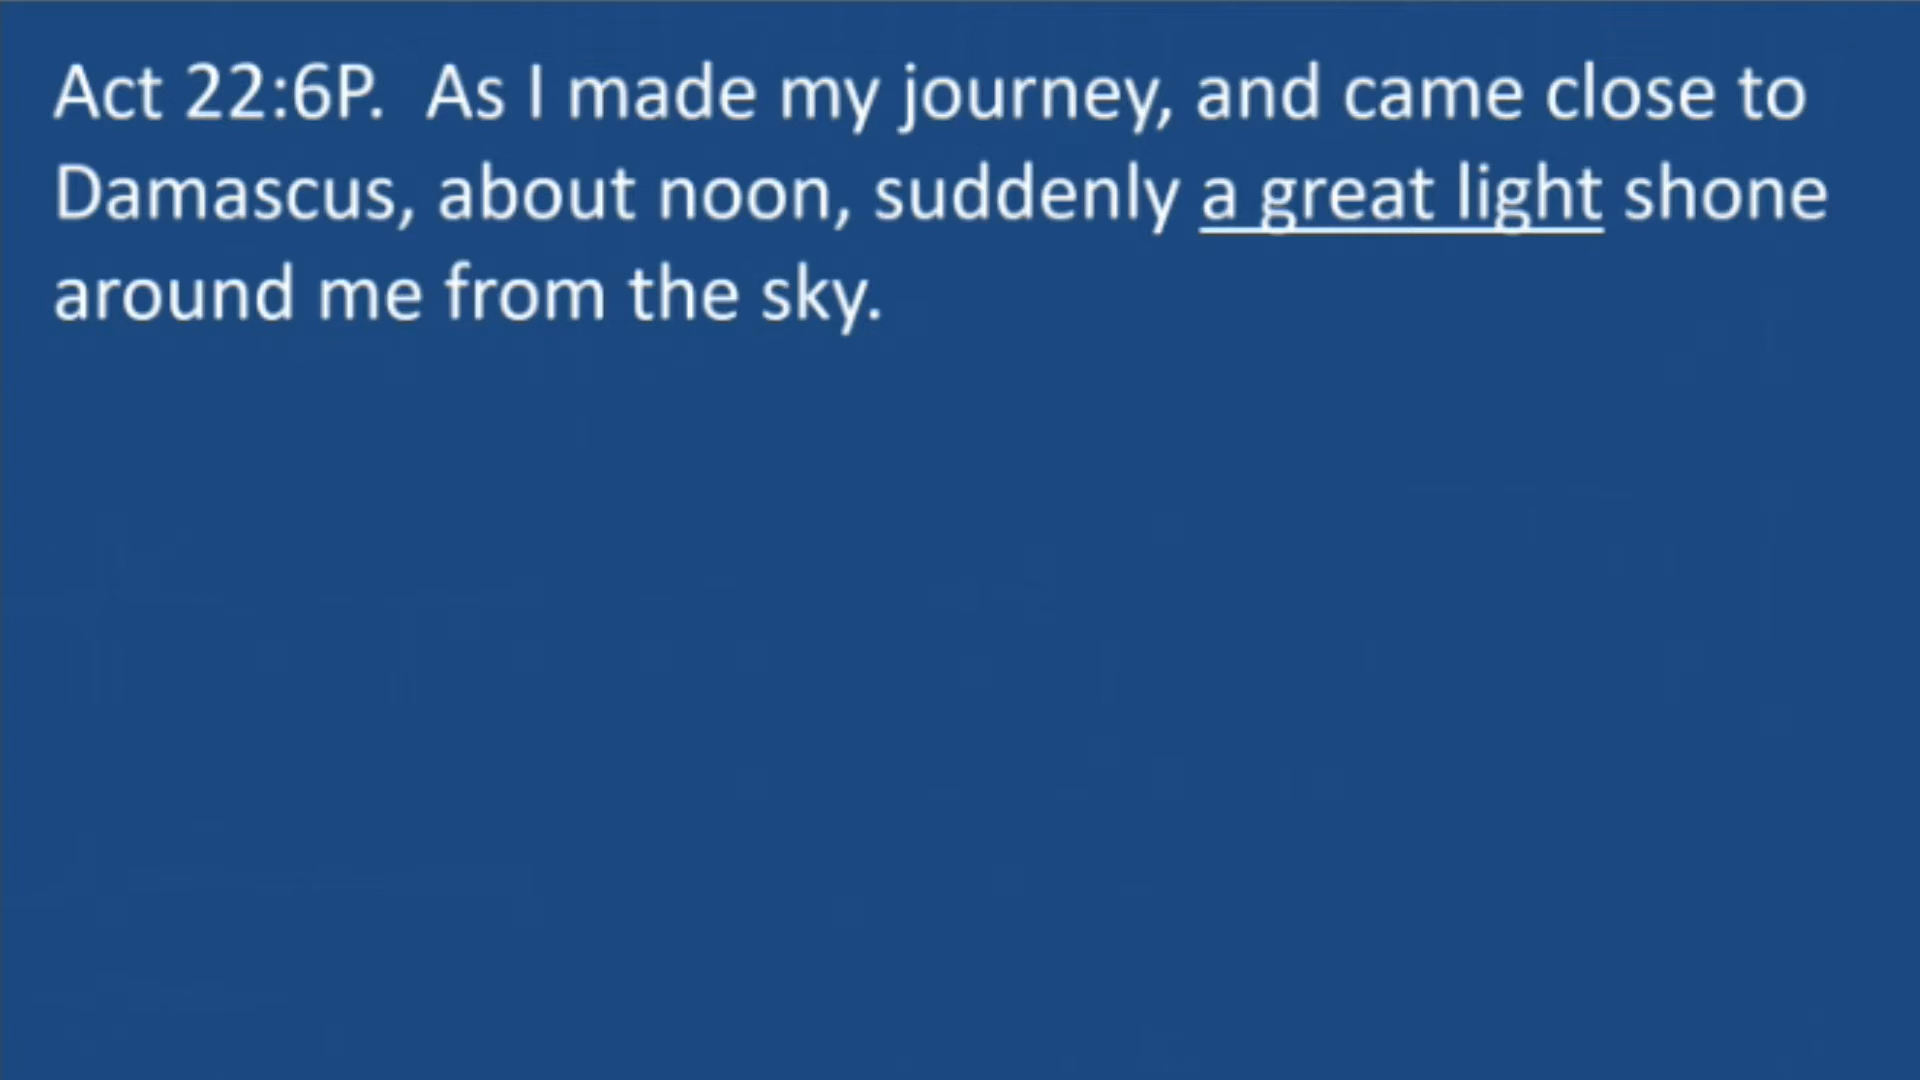 Act 22:6P.  As I made my journey, and came close to
Damascus, about noon, suddenly a great light shone
around me from the sky.